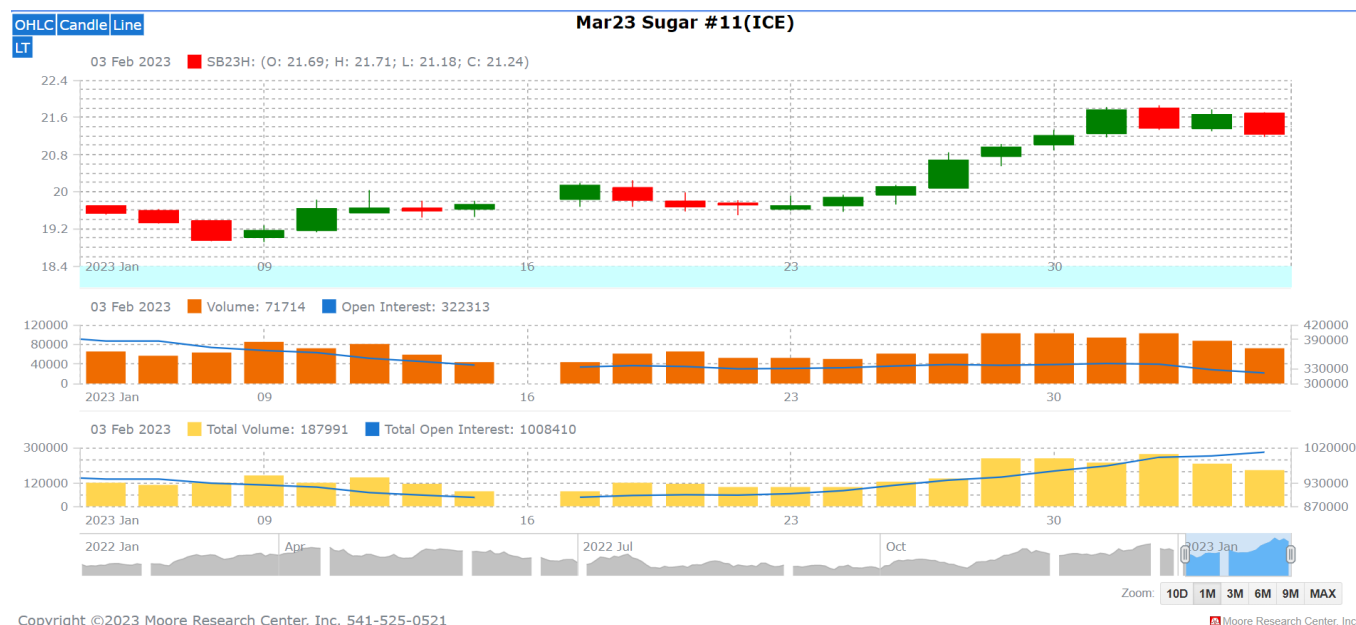 OHLC Candle Line
LT
Mar23 Sugar #11(ICE)
03 Feb 2023 SB23H: (O: 21.69; H: 21.71; L: 21.18; C: 21.24)
22.4
21.6
20.8
20
19.2
18.4
2023 Jan 09 16 23 30
03 Feb 2023 Volume: 71714 Open Interest: 322313
120000 420000
80000 390000
40000 330000
0 300000
2023 Jan 09 16 23 30
03 Feb 2023 Total Volume: 187991 Total Open Interest: 1008410
300000 1020000
120000 930000
0 870000
2023 Jan 09 16 23 30
2022 Jan Apr 2022 Jul Oct 2023 Jan
Zoom: 10D 1M 3M 6M 9M MAX
Copyright ©2023 Moore Research Center, Inc. 541-525-0521
Moore Research Center, Inc